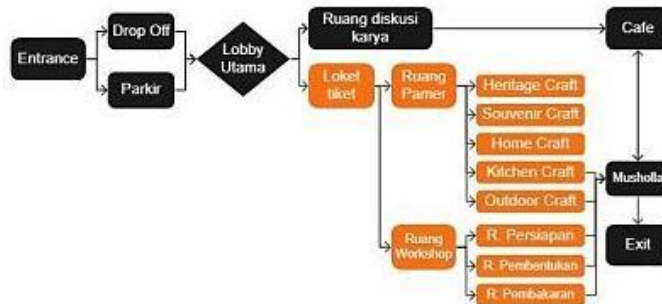 Entrance
Drop Off
Parkir
Lobby
Utama
Ruang diskusi
karya
Cafe
Loket
tiket
Ruang
Pamer
Heritage Craft
Souvenir Craft
Home Craft
Kitchen Craft
Outdoor Craft
Musholla
Ruang
Workshop
R. Persiapan
R. Pembentukan
R. Pembakaran
Exit